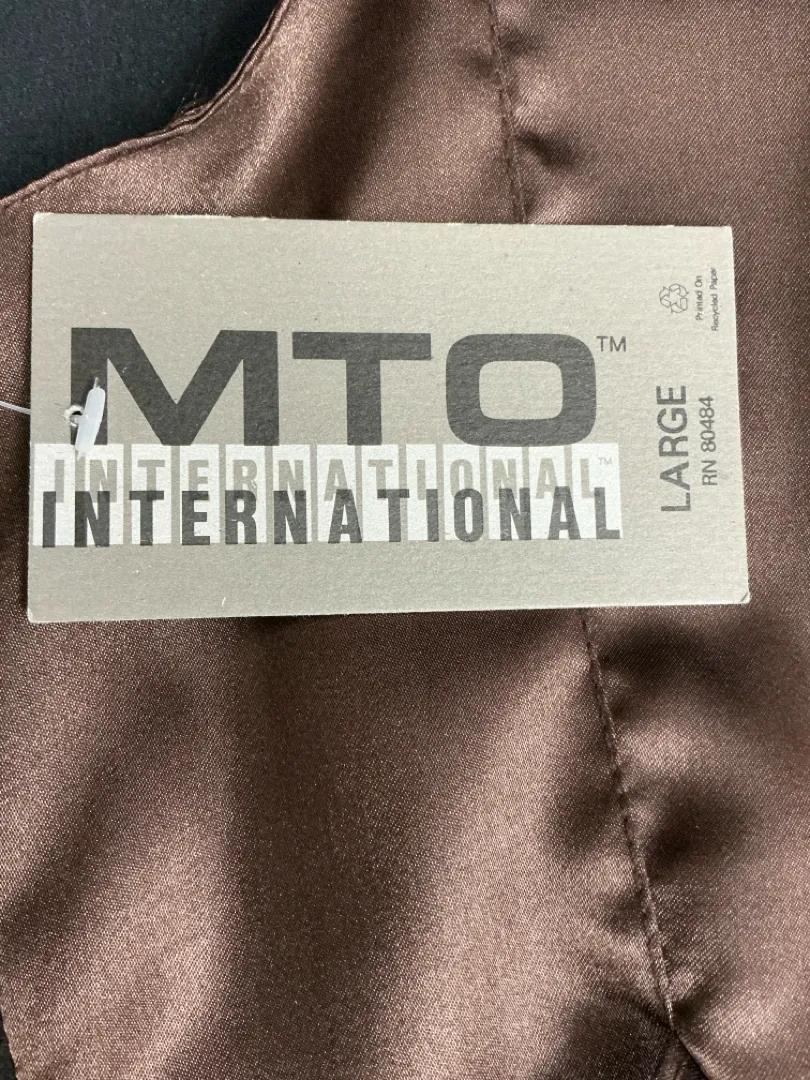 MTO™
INTERNATIONAL™
INTERNATIONAL
LARGE
RN 80484
Printed On
Recycled Paper